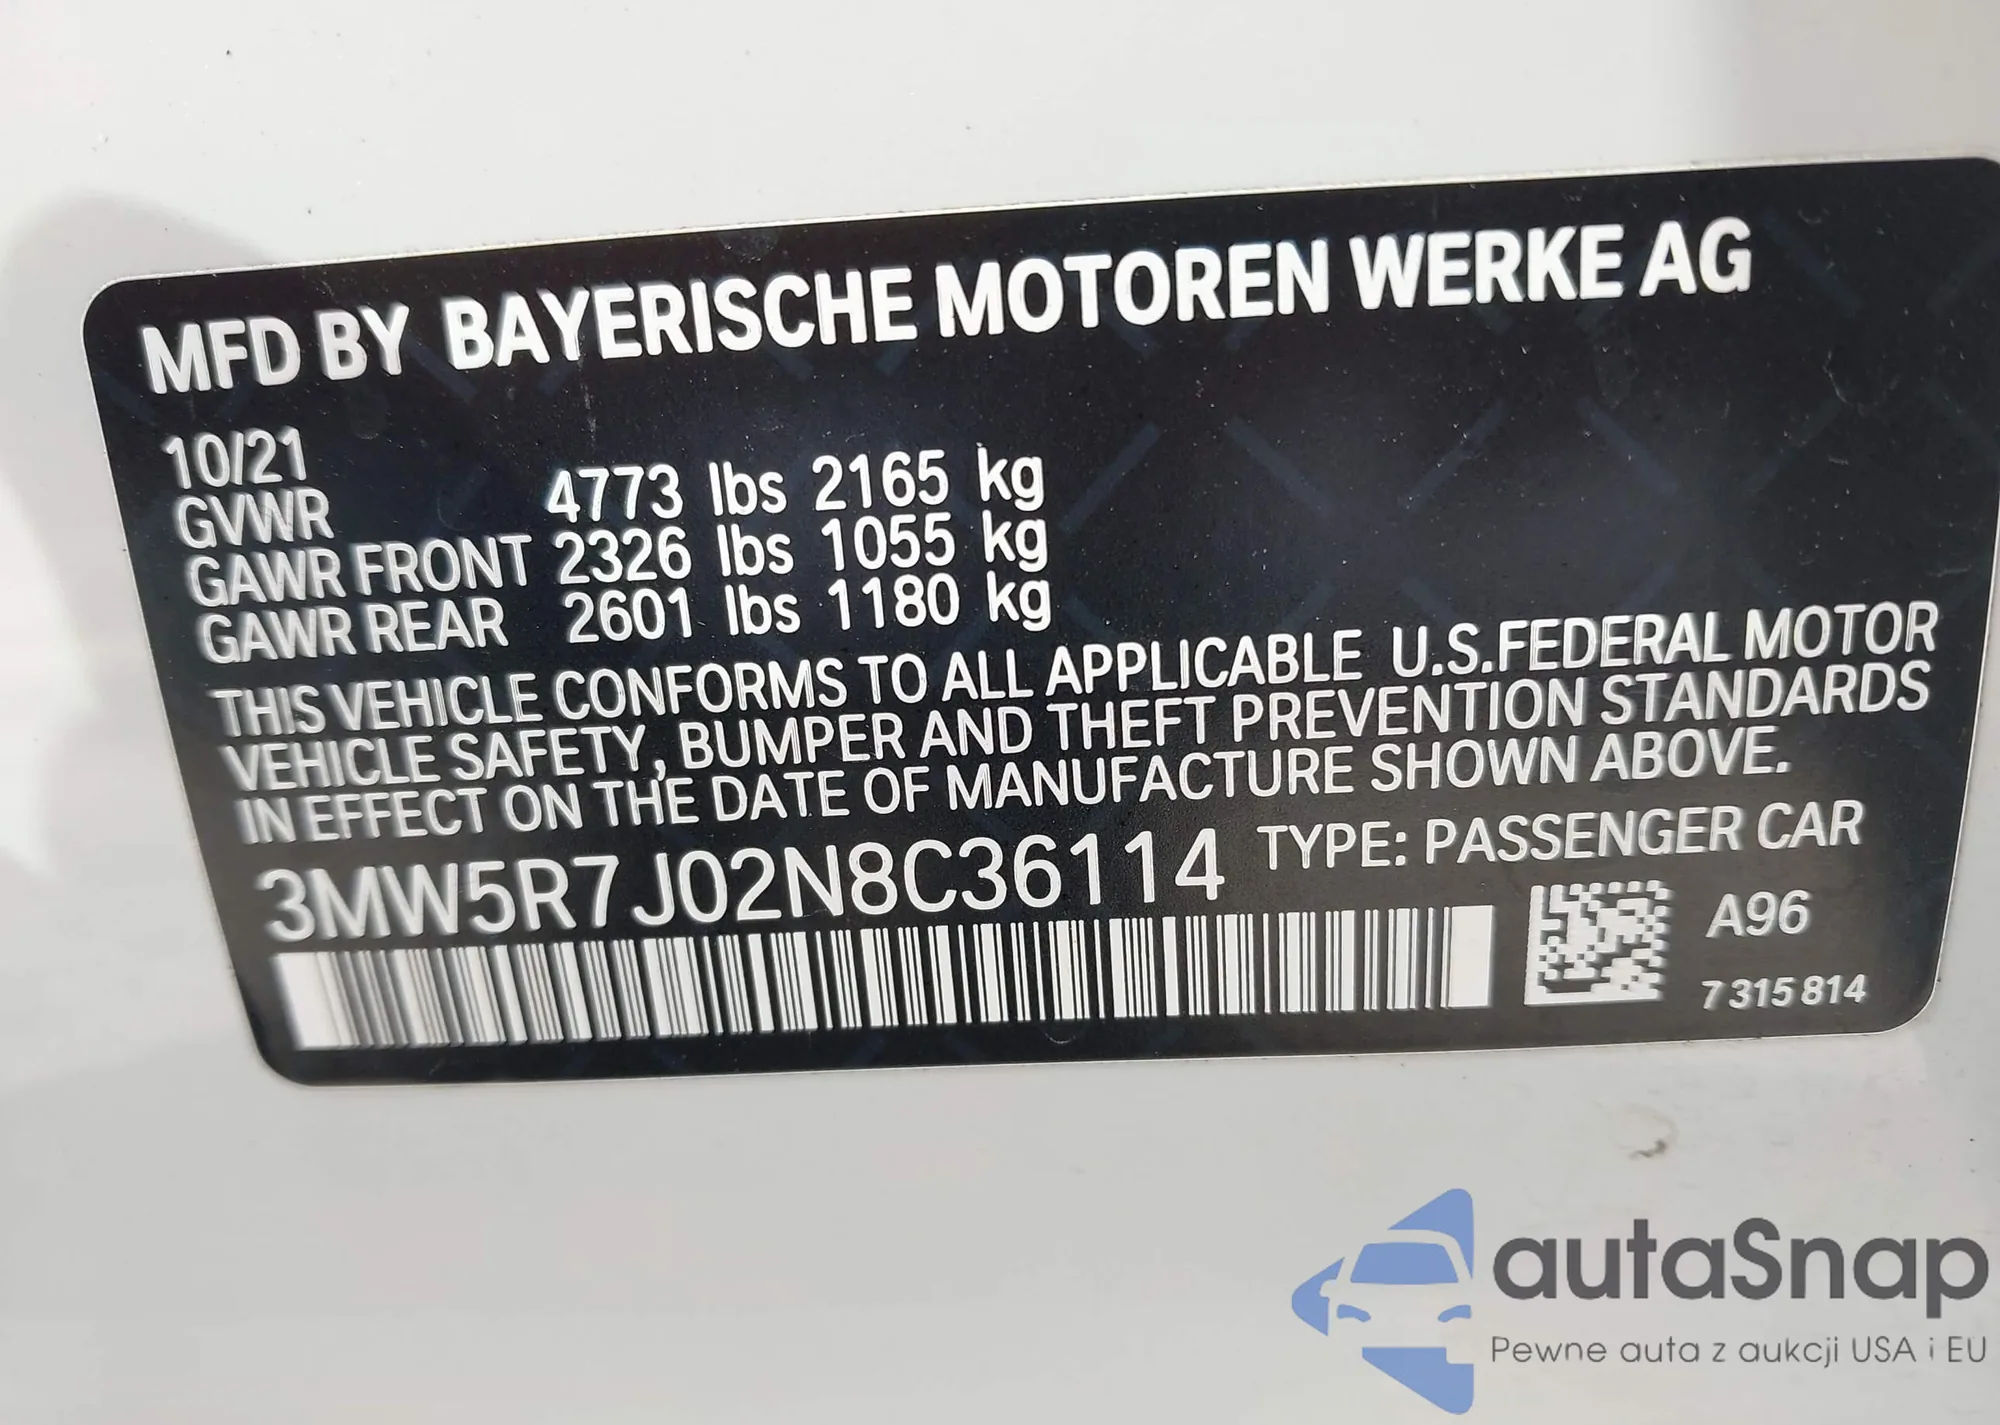 MFD BY BAYERISCHE MOTOREN WERKE AG
10/21
GVWR 4773 lbs 2165 kg
GAWR FRONT 2326 lbs 1055 kg
GAWR REAR 2601 lbs 1180 kg
THIS VEHICLE CONFORMS TO ALL APPLICABLE U.S.FEDERAL MOTOR
VEHICLE SAFETY, BUMPER AND THEFT PREVENTION STANDARDS
IN EFFECT ON THE DATE OF MANUFACTURE SHOWN ABOVE.
3MW5R7J02N8C36114 TYPE: PASSENGER CAR
A96
7 315 814
autaSnap
Pewne auta z aukcji USA i EU